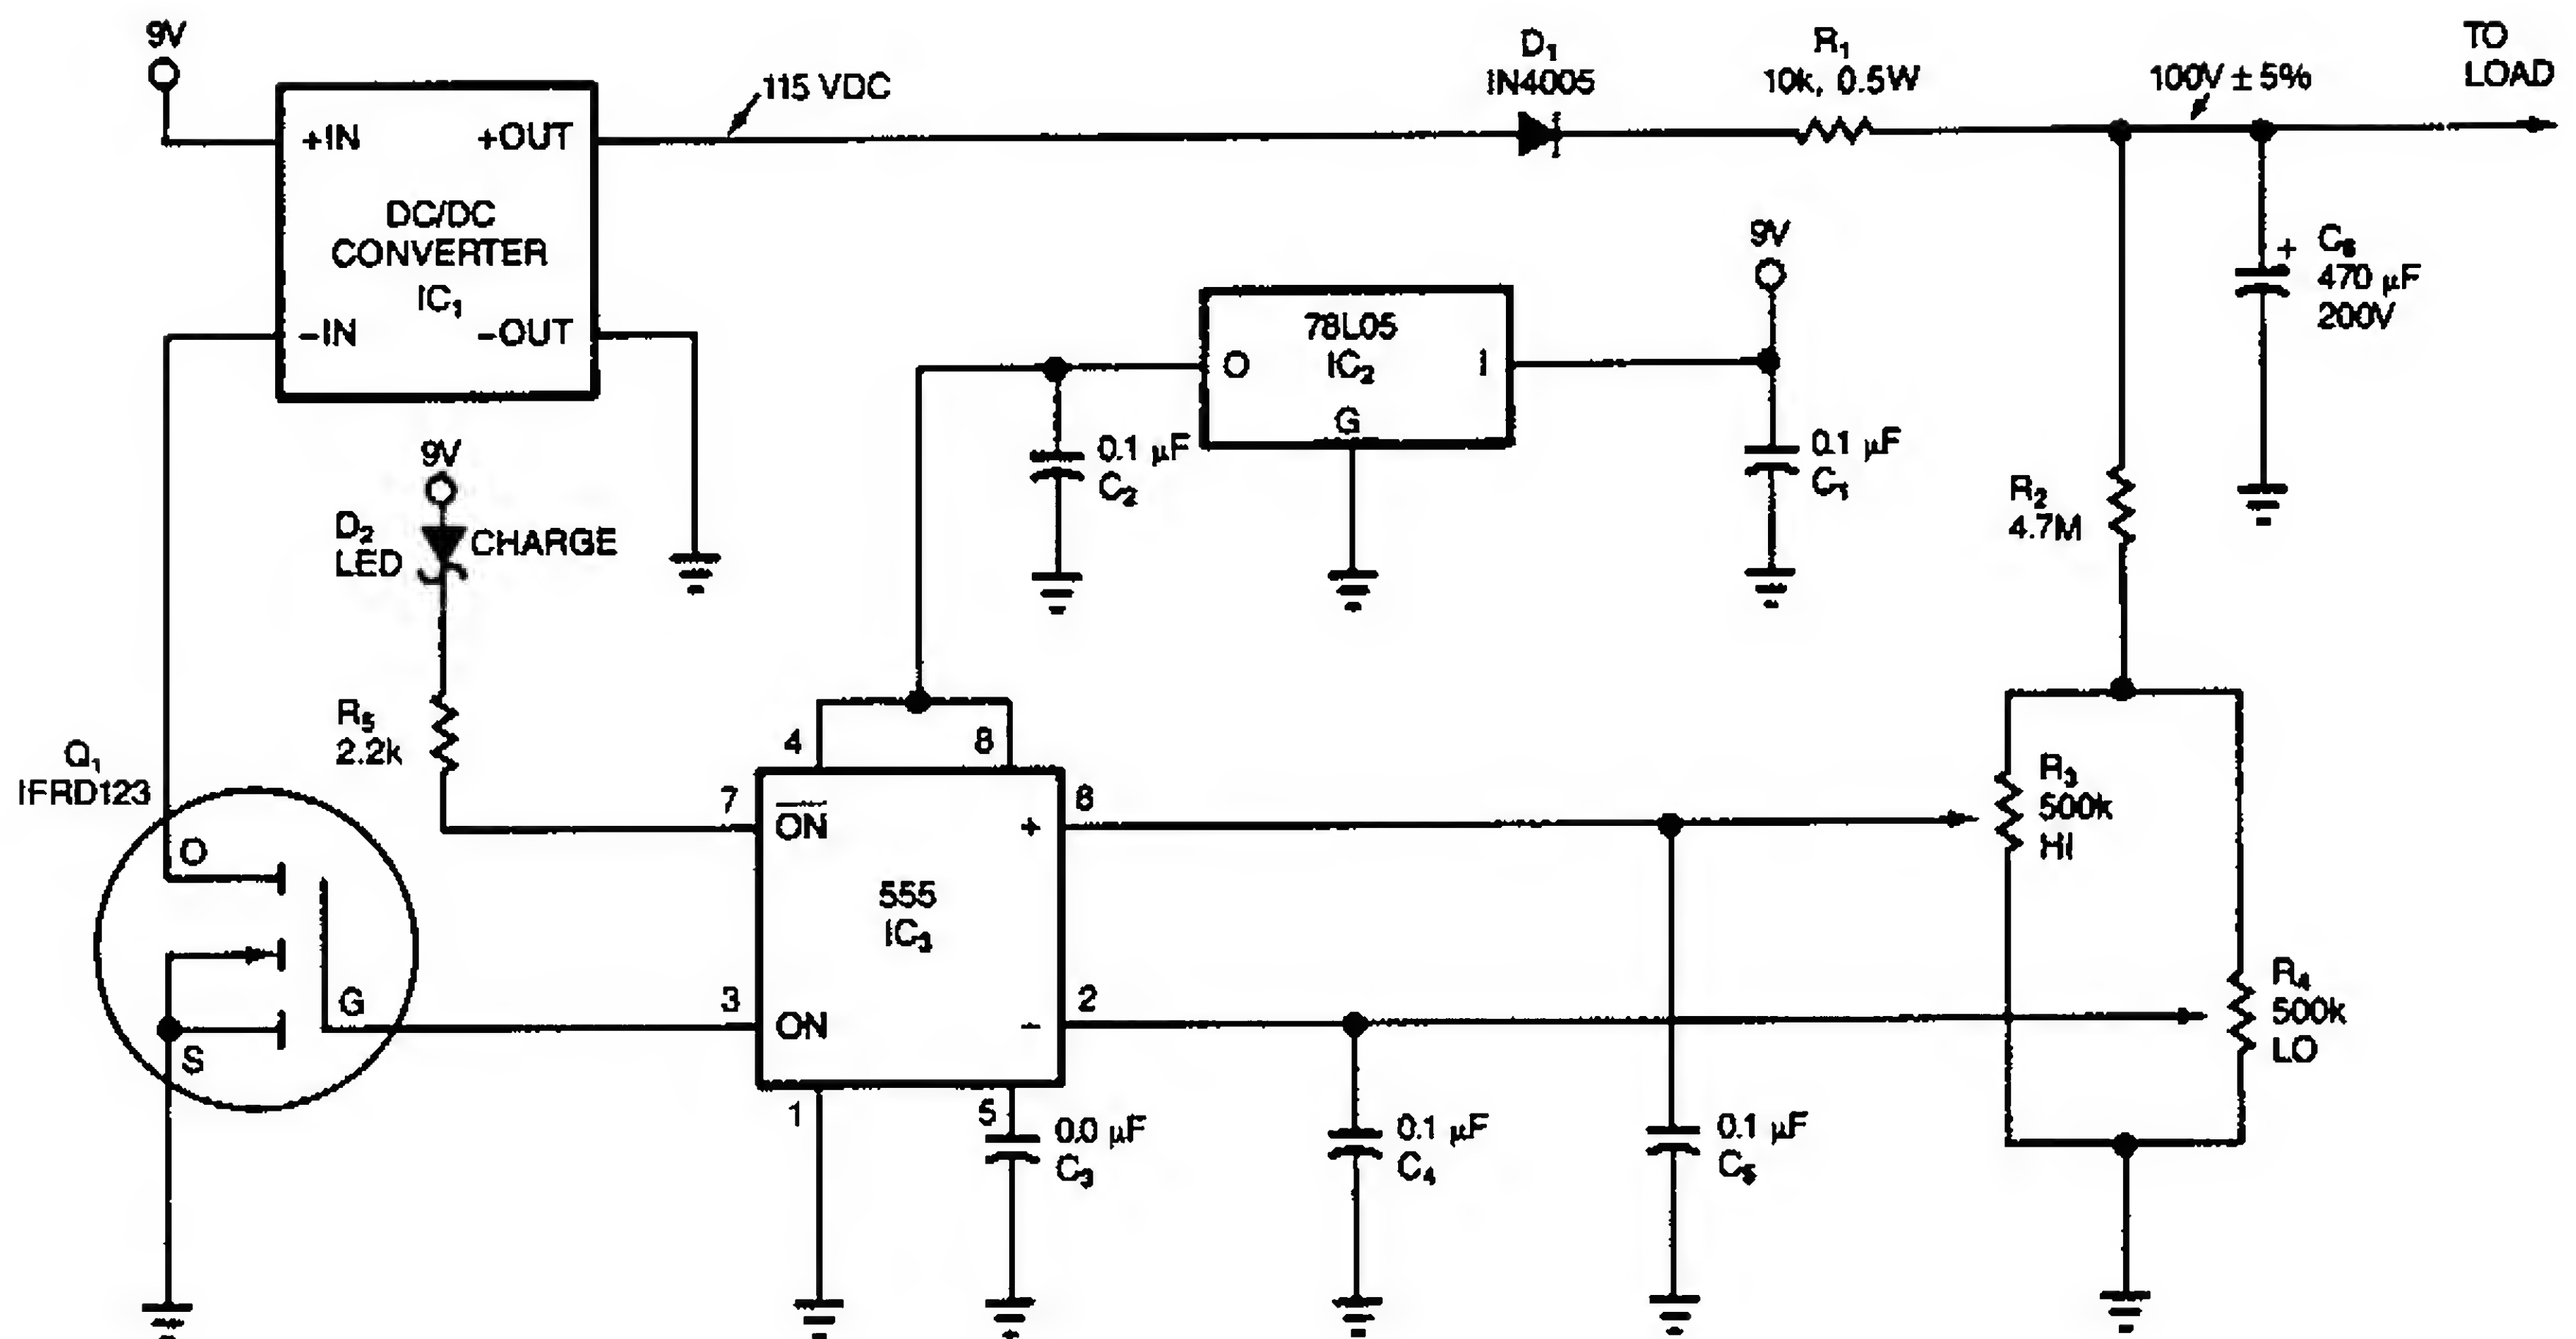 9V
+IN
+OUT
DC/DC
CONVERTER
IC₁
-IN
-OUT
115 VDC
D₁
IN4005
R₁
10k, 0.5W
100V ± 5%
TO
LOAD
C₆
+
470 µF
200V
9V
78L05
O
IC₂
I
G
0.1 µF
C₂
0.1 µF
C₁
R₂
4.7M
9V
D₂
LED
CHARGE
R₅
2.2k
Q₁
IFRD123
O
G
S
4
8
7
ON
+
6
555
IC₃
3
ON
-
2
1
5
0.0 µF
C₃
0.1 µF
C₄
0.1 µF
C₅
R₃
500k
HI
R₄
500k
LO